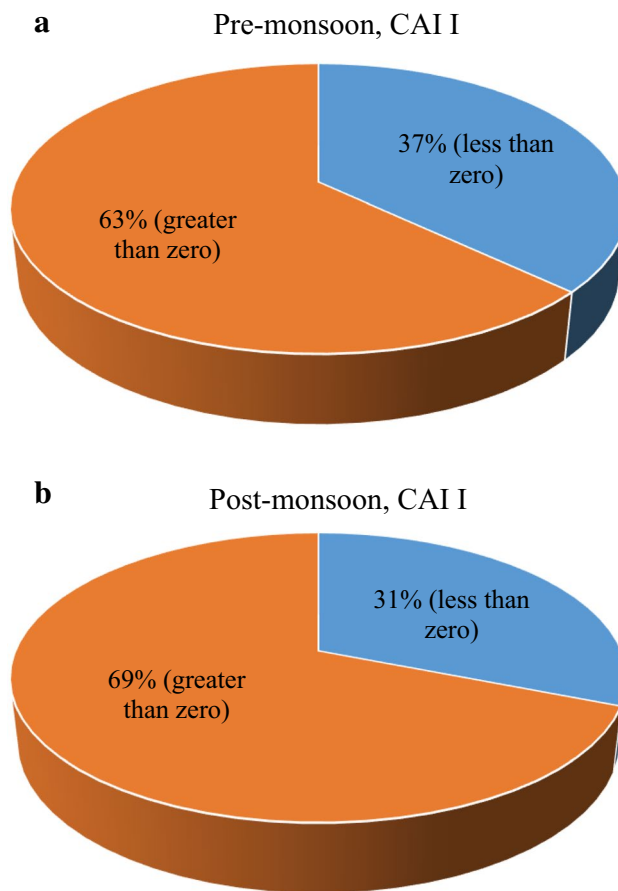 a
Pre-monsoon, CAI I
37% (less than
zero)
63% (greater
than zero)
b
Post-monsoon, CAI I
31% (less than
zero)
69% (greater
than zero)